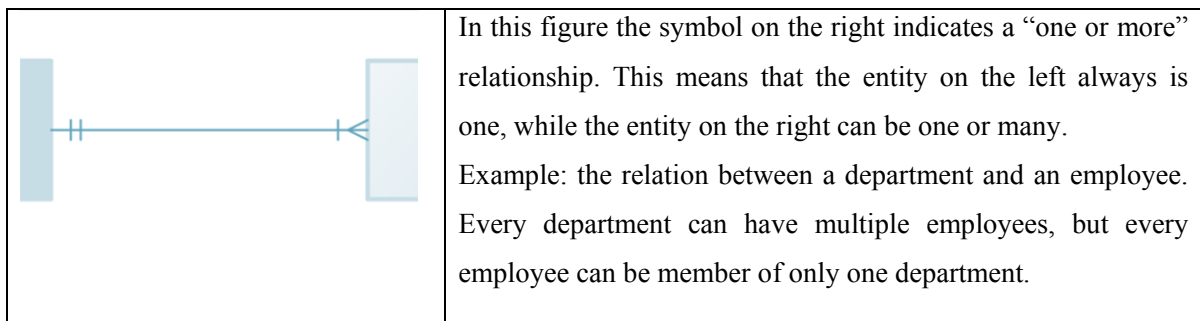 In this figure the symbol on the right indicates a “one or more”
relationship. This means that the entity on the left always is
one, while the entity on the right can be one or many.
Example: the relation between a department and an employee.
Every department can have multiple employees, but every
employee can be member of only one department.